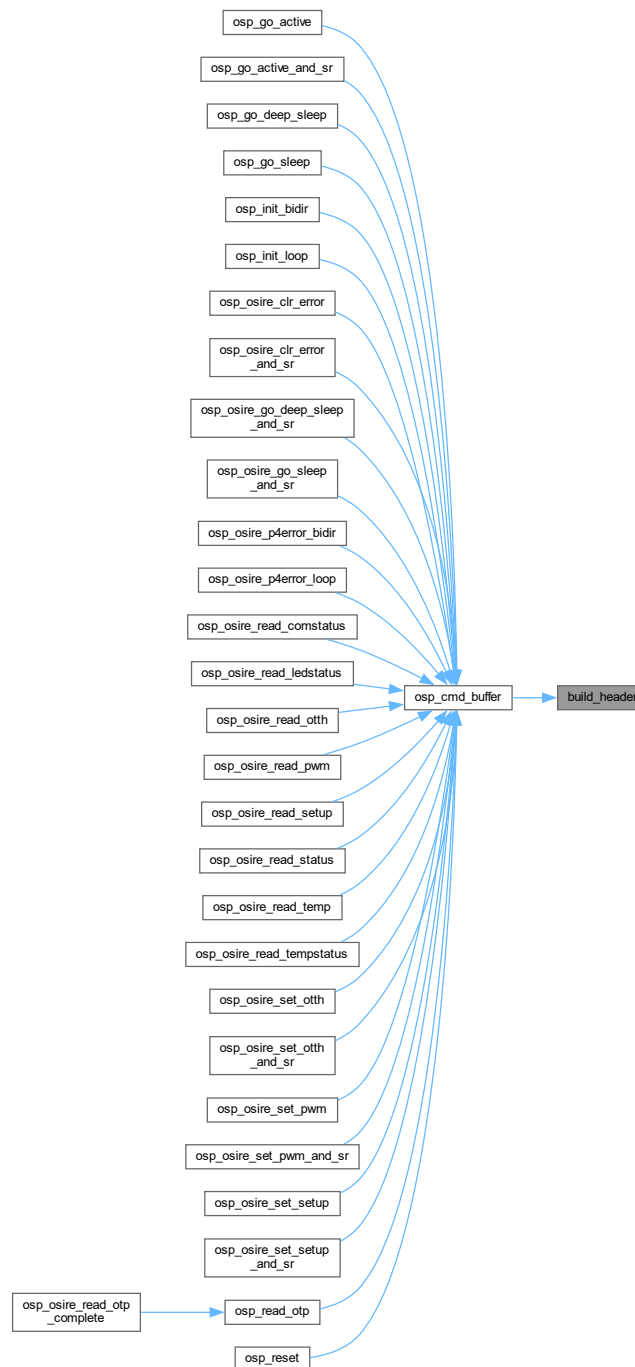 osp_go_active
osp_go_active_and_sr
osp_go_deep_sleep
osp_go_sleep
osp_init_bidir
osp_init_loop
osp_osire_clr_error
osp_osire_clr_error
_and_sr
osp_osire_go_deep_sleep
_and_sr
osp_osire_go_sleep
_and_sr
osp_osire_p4error_bidir
osp_osire_p4error_loop
osp_osire_read_comstatus
osp_osire_read_ledstatus
osp_cmd_buffer
build_header
osp_osire_read_otth
osp_osire_read_pwm
osp_osire_read_setup
osp_osire_read_status
osp_osire_read_temp
osp_osire_read_tempstatus
osp_osire_set_otth
osp_osire_set_otth
_and_sr
osp_osire_set_pwm
osp_osire_set_pwm_and_sr
osp_osire_set_setup
osp_osire_set_setup
_and_sr
osp_osire_read_otp
_complete
osp_read_otp
osp_reset